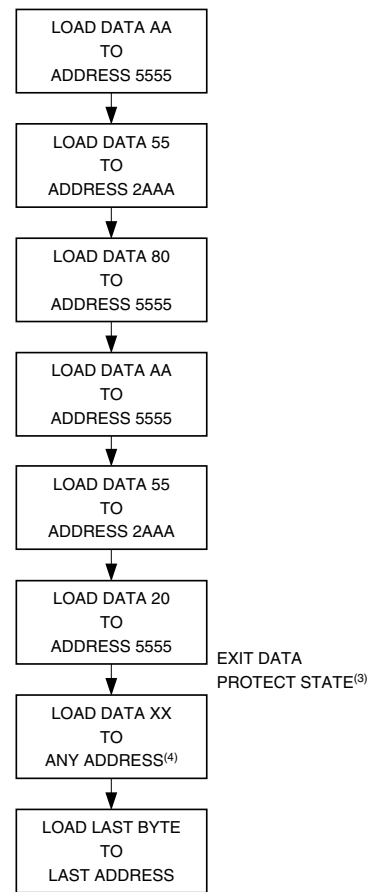 LOAD DATA AA
TO
ADDRESS 5555
LOAD DATA 55
TO
ADDRESS 2AAA
LOAD DATA 80
TO
ADDRESS 5555
LOAD DATA AA
TO
ADDRESS 5555
LOAD DATA 55
TO
ADDRESS 2AAA
LOAD DATA 20
TO
ADDRESS 5555
EXIT DATA
PROTECT STATE(3)
LOAD DATA XX
TO
ANY ADDRESS(4)
LOAD LAST BYTE
TO
LAST ADDRESS